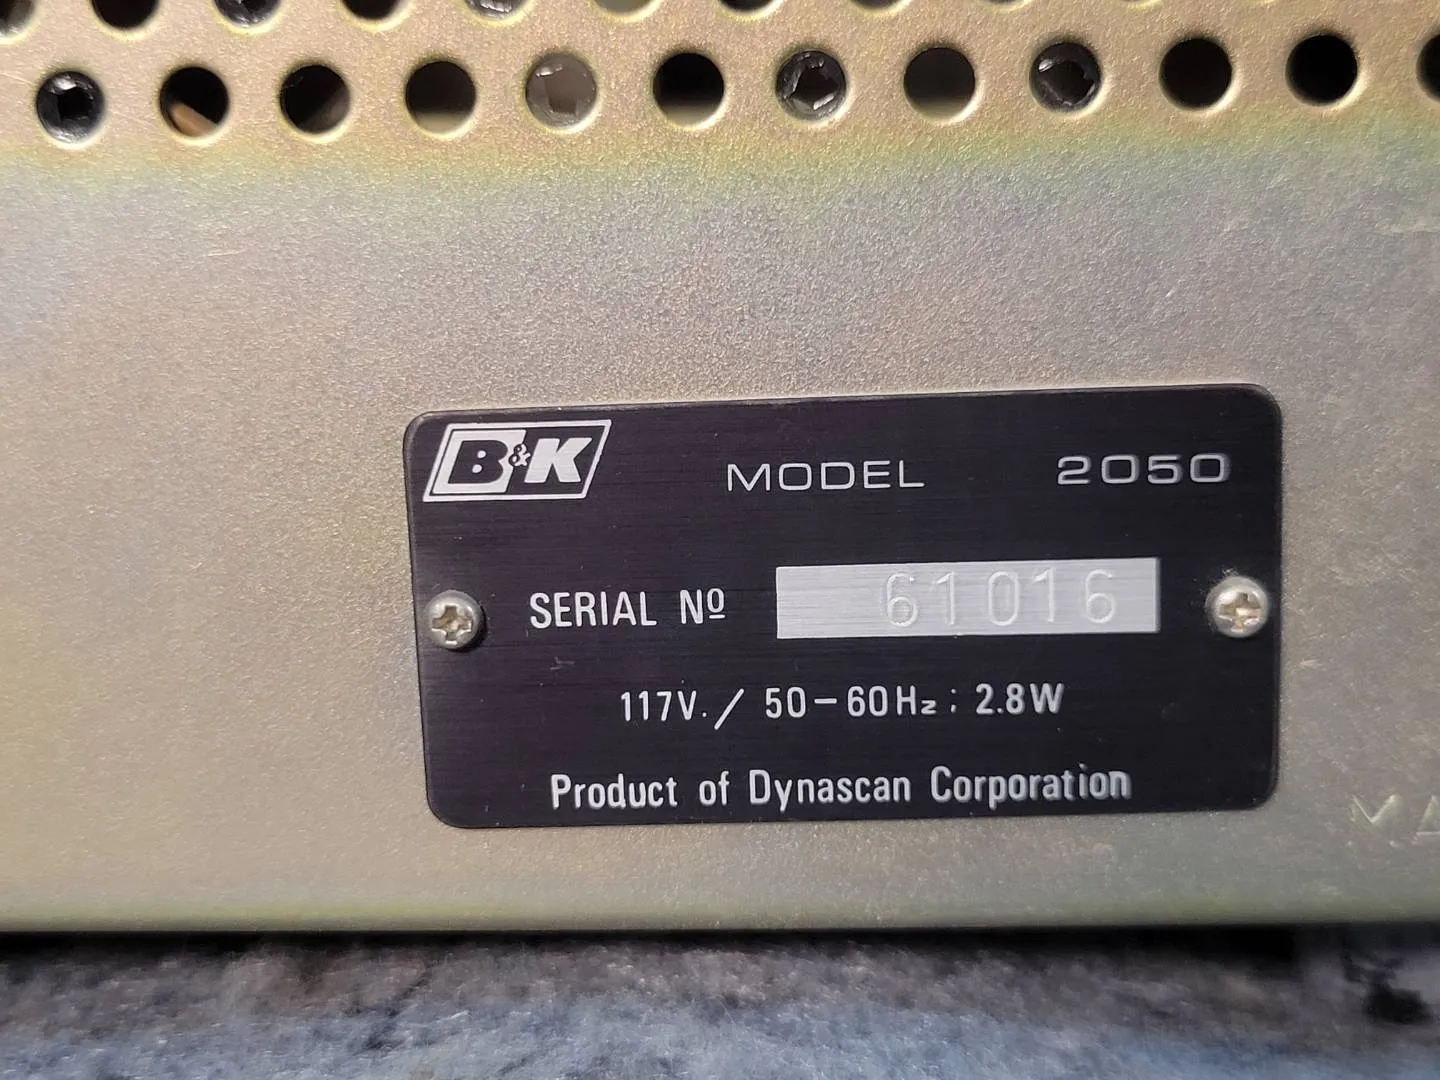 B&K MODEL 2050
SERIAL Nº 61016
117V. / 50-60Hz : 2.8W
Product of Dynascan Corporation